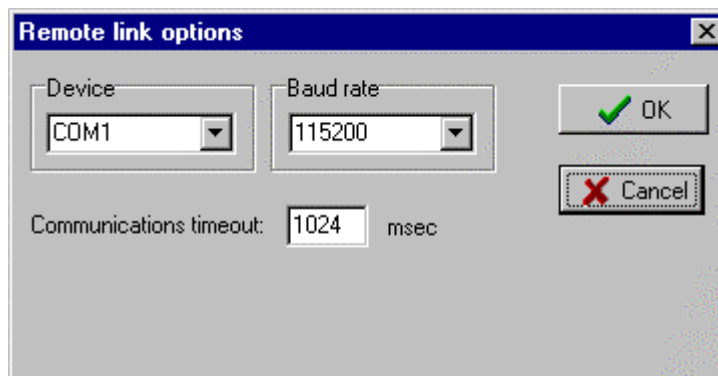 Remote link options
Device
Baud rate
COM1
115200
OK
Cancel
Communications timeout: 1024 msec